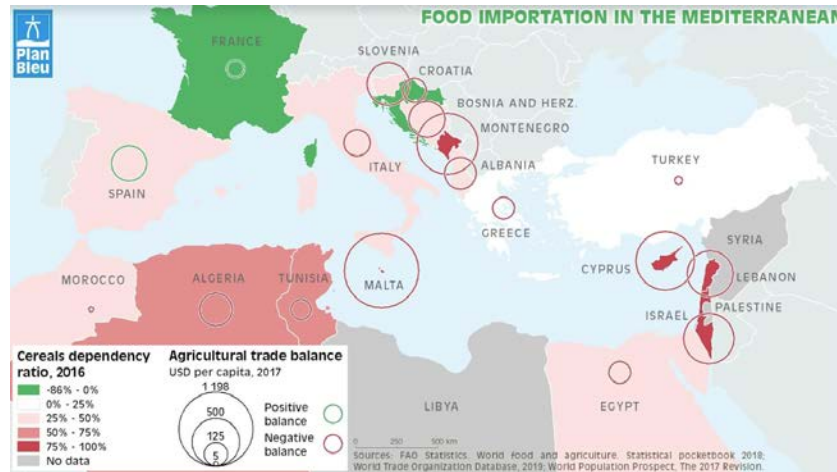 FOOD IMPORTATION IN THE MEDITERRANEAN
Plan
Bleu
FRANCE
SLOVENIA
CROATIA
BOSNIA AND HERZ.
MONTENEGRO
ALBANIA
ITALY
SPAIN
TURKEY
GREECE
SYRIA
CYPRUS
LEBANON
PALESTINE
ISRAËL
MOROCCO
ALGERIA
TUNISIA
MALTA
LIBYA
EGYPT
Cereals dependency
ratio, 2016
-86% - 0%
0% - 25%
25% - 50%
50% - 75%
75% - 100%
No data
Agricultural trade balance
USD per capita, 2017
1 198
500
125
5
Positive
balance
Negative
balance
0 250 500 km
Sources: FAO Statistics. World food and agriculture. Statistical pocketbook 2018;
World Trade Organization Database, 2019; World Population Prospect, The 2017 Revision.